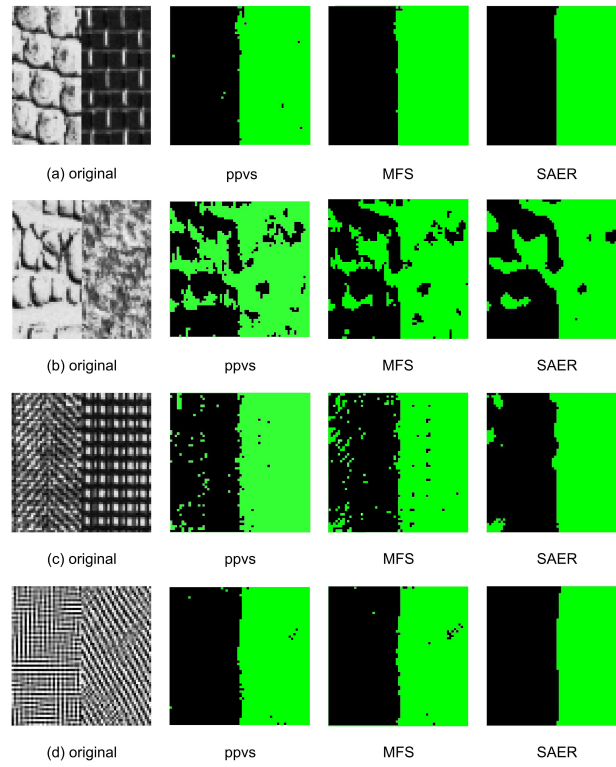 (a) original ppvs MFS SAER
(b) original ppvs MFS SAER
(c) original ppvs MFS SAER
(d) original ppvs MFS SAER